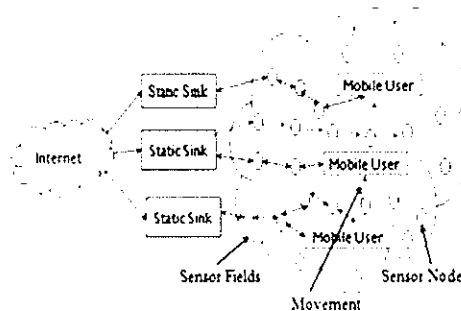 Static Sink
Mobile User
Internet
Static Sink
Mobile User
Static Sink
Mobile User
Sensor Fields
Sensor Node
Movement